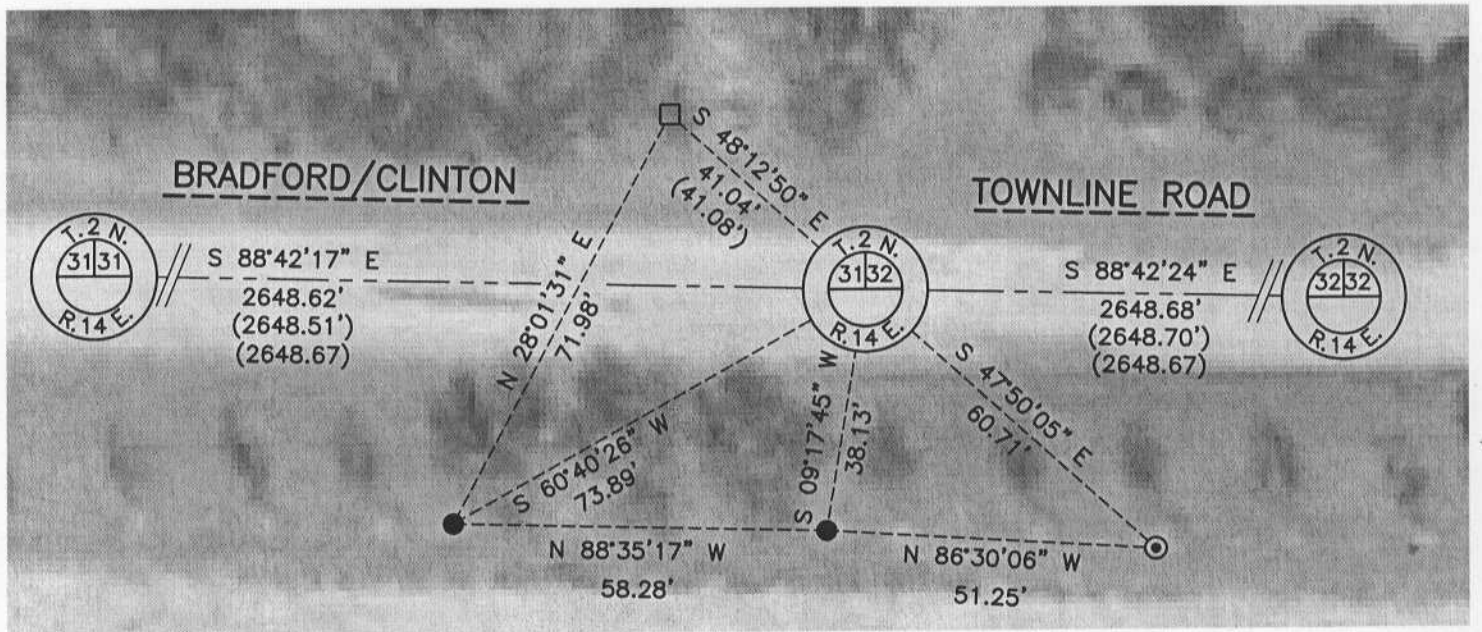 BRADFORD/CLINTON
TOWNLINE ROAD
S 48°12'50" E
41.04'
(41.08')
T. 2 N.
31|31
R. 14 E.
S 88°42'17" E
2648.62'
(2648.51')
(2648.67)
N 28°01'31" E
71.98'
T. 2 N.
31|32
R. 14 E.
S 88°42'24" E
2648.68'
(2648.70')
(2648.67)
T. 2 N.
32|32
R. 14 E.
S 60°40'26" W
73.89'
S 09°17'45" W
38.13'
S 47°50'05" E
60.71'
N 88°35'17" W
58.28'
N 86°30'06" W
51.25'